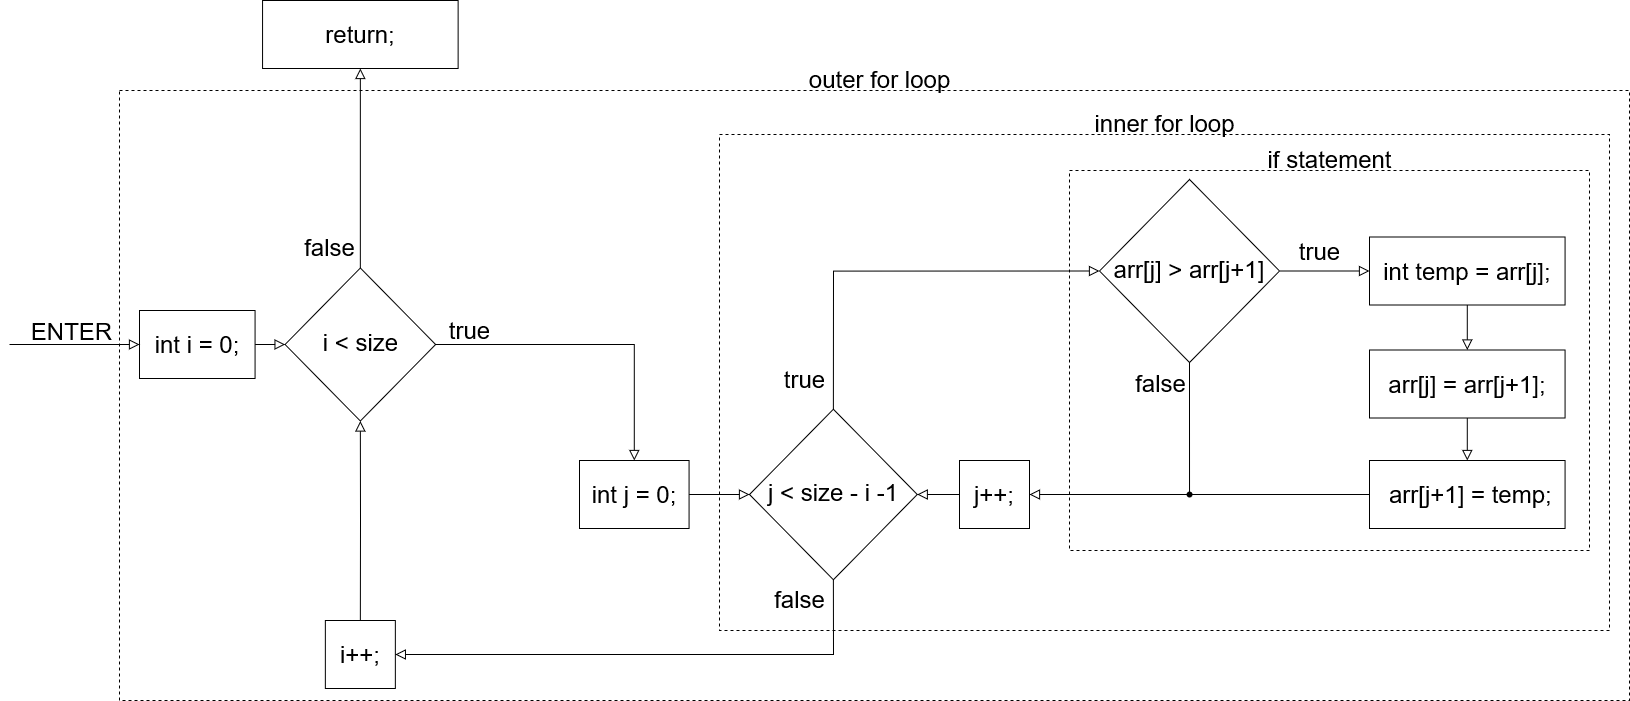 return;
outer for loop
inner for loop
if statement
false
arr[j] > arr[j+1]
true
int temp = arr[j];
ENTER
int i = 0;
i < size
true
true
false
arr[j] = arr[j+1];
int j = 0;
j < size - i -1
j++;
arr[j+1] = temp;
false
i++;